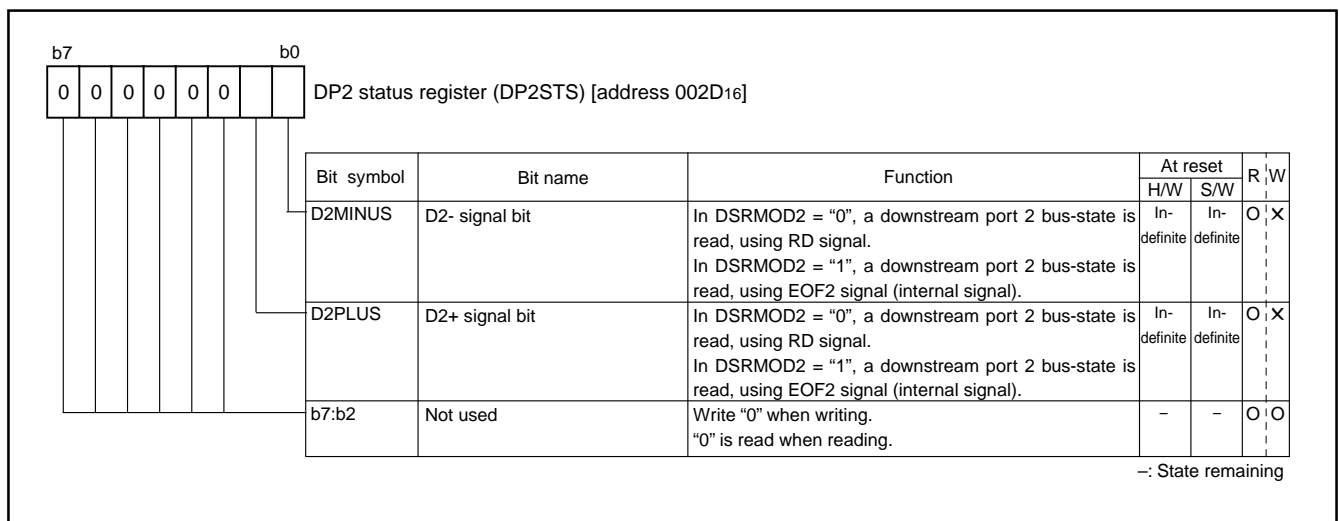 b7 b0
0 0 0 0 0 0
DP2 status register (DP2STS) [address 002D16]
Bit symbol Bit name Function At reset R W
H/W S/W
D2MINUS D2- signal bit In DSRMOD2 = “0”, a downstream port 2 bus-state is In- In- O ×
read, using RD signal. definite definite
In DSRMOD2 = “1”, a downstream port 2 bus-state is
read, using EOF2 signal (internal signal).
D2PLUS D2+ signal bit In DSRMOD2 = “0”, a downstream port 2 bus-state is In- In- O ×
read, using RD signal. definite definite
In DSRMOD2 = “1”, a downstream port 2 bus-state is
read, using EOF2 signal (internal signal).
b7:b2 Not used Write “0” when writing. – – O O
“0” is read when reading.
–: State remaining